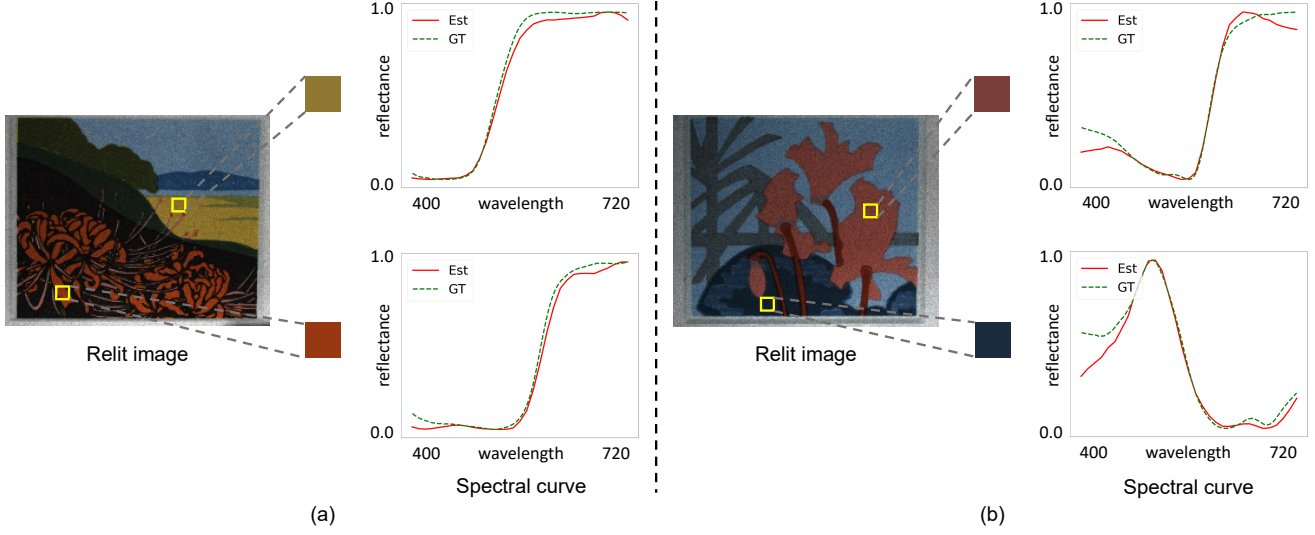 1.0
Est
GT
reflectance
0.0
400
wavelength
720
1.0
Est
GT
reflectance
0.0
400
wavelength
720
Relit image
Spectral curve
(a)
1.0
Est
GT
reflectance
0.0
400
wavelength
720
1.0
Est
GT
reflectance
0.0
400
wavelength
720
Relit image
Spectral curve
(b)